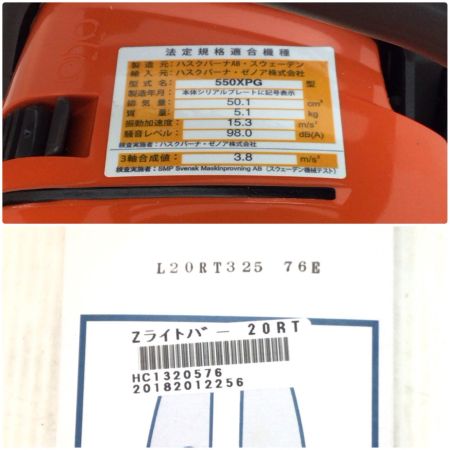 法定規格適合機種
製造元: ハスクバーナAB・スウェーデン
輸入元: ハスクバーナ・ゼノア株式会社
型式名: 550XPG 型
製造年月: 本体シリアルプレートに記号表示
排気量: 50.1 cm³
質量: 5.1 kg
振動加速度: 15.3 m/s²
騒音レベル: 98.0 dB(A)
検査実施者: ハスクバーナ・ゼノア株式会社
3軸合成値: 3.8 m/s²
検査実施者: SMP Svensk Maskinprovning AB (スウェーデン機械テスト)
L20RT325 76E
Zライトバー 20RT
HC1320576
20182012256